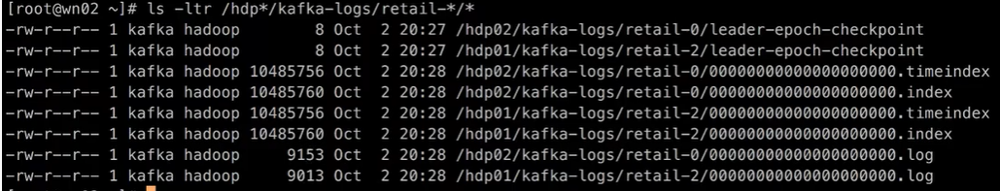 [root@wn02 ~]# ls -ltr /hdp*/kafka-logs/retail-*/*
-rw-r--r-- 1 kafka hadoop        8 Oct  2 20:27 /hdp02/kafka-logs/retail-0/leader-epoch-checkpoint
-rw-r--r-- 1 kafka hadoop        8 Oct  2 20:27 /hdp01/kafka-logs/retail-2/leader-epoch-checkpoint
-rw-r--r-- 1 kafka hadoop 10485756 Oct  2 20:28 /hdp02/kafka-logs/retail-0/00000000000000000000.timeindex
-rw-r--r-- 1 kafka hadoop 10485760 Oct  2 20:28 /hdp02/kafka-logs/retail-0/00000000000000000000.index
-rw-r--r-- 1 kafka hadoop 10485756 Oct  2 20:28 /hdp01/kafka-logs/retail-2/00000000000000000000.timeindex
-rw-r--r-- 1 kafka hadoop 10485760 Oct  2 20:28 /hdp01/kafka-logs/retail-2/00000000000000000000.index
-rw-r--r-- 1 kafka hadoop     9153 Oct  2 20:28 /hdp02/kafka-logs/retail-0/00000000000000000000.log
-rw-r--r-- 1 kafka hadoop     9013 Oct  2 20:28 /hdp01/kafka-logs/retail-2/00000000000000000000.log